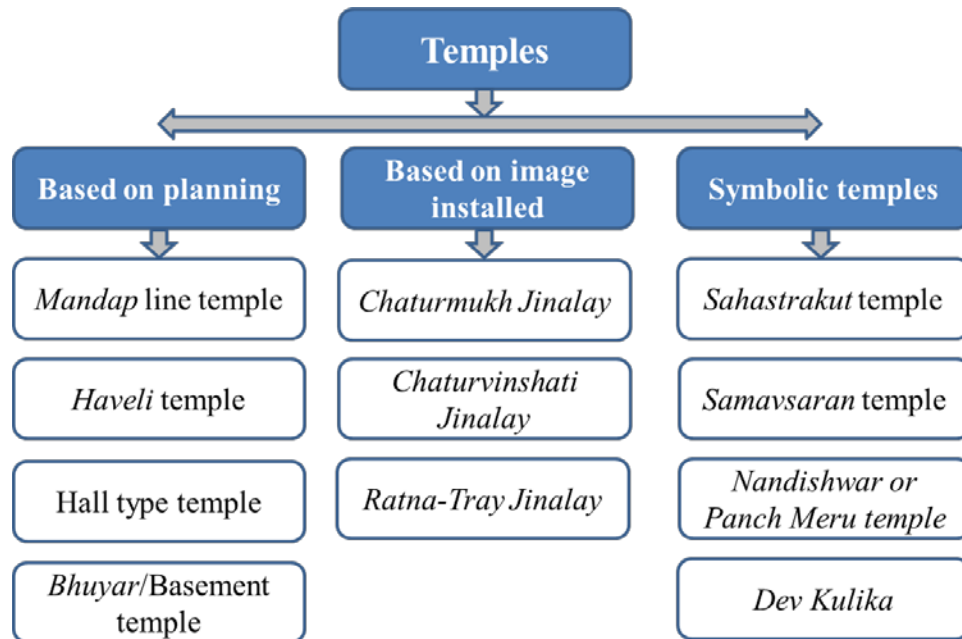 Temples
Based on planning
Based on image
installed
Symbolic temples
Mandap line temple
Haveli temple
Hall type temple
Bhuyar/Basement
temple
Chaturmukh Jinalay
Chaturvinshati
Jinalay
Ratna-Tray Jinalay
Sahastrakut temple
Samavsaran temple
Nandishwar or
Panch Meru temple
Dev Kulika